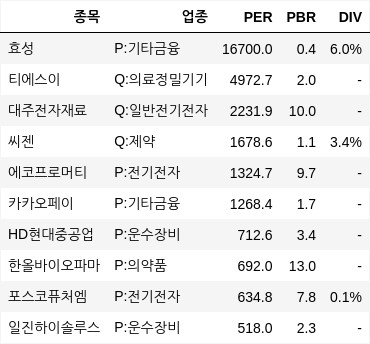 종목 업종 PER PBR DIV
효성 P:기타금융 16700.0 0.4 6.0%
티에스이 Q:의료정밀기기 4972.7 2.0 -
대주전자재료 Q:일반전기전자 2231.9 10.0 -
씨젠 Q:제약 1678.6 1.1 3.4%
에코프로머티 P:전기전자 1324.7 9.7 -
카카오페이 P:기타금융 1268.4 1.7 -
HD현대중공업 P:운수장비 712.6 3.4 -
한올바이오파마 P:의약품 692.0 13.0 -
포스코퓨처엠 P:전기전자 634.8 7.8 0.1%
일진하이솔루스 P:운수장비 518.0 2.3 -